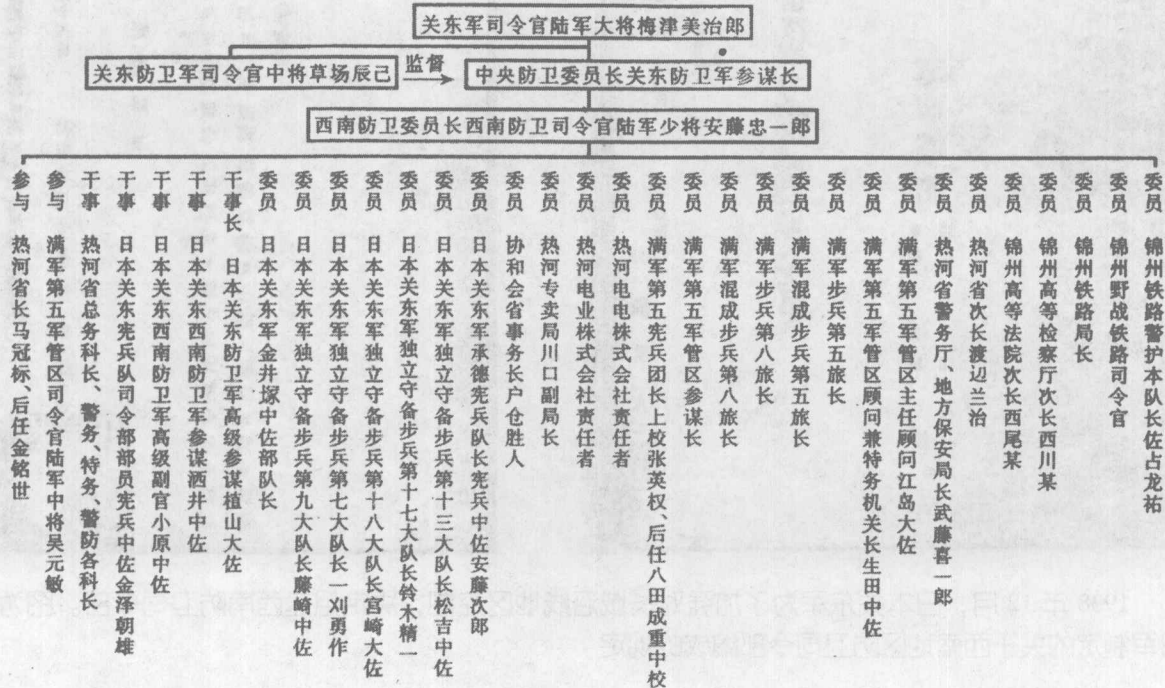 关东军司令官陆军大将梅津美治郎
关东防卫军司令官中将草场辰己
监督
中央防卫委员长关东防卫军参谋长
西南防卫委员长西南防卫司令官陆军少将安藤忠一郎
参与 热河省长马冠标、后任金铭世
参与 满军第五军管区司令官陆军中将吴元敏
干事 热河省总务科长、警务、特务、警防各科长
干事 日本关东宪兵队司令部部员宪兵中佐金泽朝雄
干事 日本关东西南防卫军高级副官小原中佐
干事 日本关东西南防卫军参谋洒井中佐
干事长 日本关东防卫军高级参谋植山大佐
委员 日本关东军金井塚中佐部队长
委员 日本关东军独立守备步兵第九大队长藤崎中佐
委员 日本关东军独立守备步兵第七大队长一刈勇作
委员 日本关东军独立守备步兵第十八大队长宫崎大佐
委员 日本关东军独立守备步兵第十七大队长铃木精二
委员 日本关东军独立守备步兵第十三大队长松吉中佐
委员 日本关东军承德宪兵队长宪兵中佐安藤次郎
委员 协和会省事务长户仓胜人
委员 热河专卖局川口副局长
委员 热河电业株式会社责任者
委员 热河电电株式会社责任者
委员 满军第五宪兵团长上校张英权、后任八田成重中校
委员 满军第五军管区参谋长
委员 满军混成步兵第八旅长
委员 满军步兵第八旅长
委员 满军混成步兵第五旅长
委员 满军步兵第五旅长
委员 满军第五军管区顾问兼特务机关长生田中佐
委员 满军第五军管区主任顾问江岛大佐
委员 热河省警务厅、地方保安局长武藤喜一郎
委员 热河省次长渡辺兰治
委员 锦州高等法院次长西尾某
委员 锦州高等检察厅次长西川某
委员 锦州铁路局长
委员 锦州野战铁路司令官
委员 锦州铁路警护本队长佐占龙祐